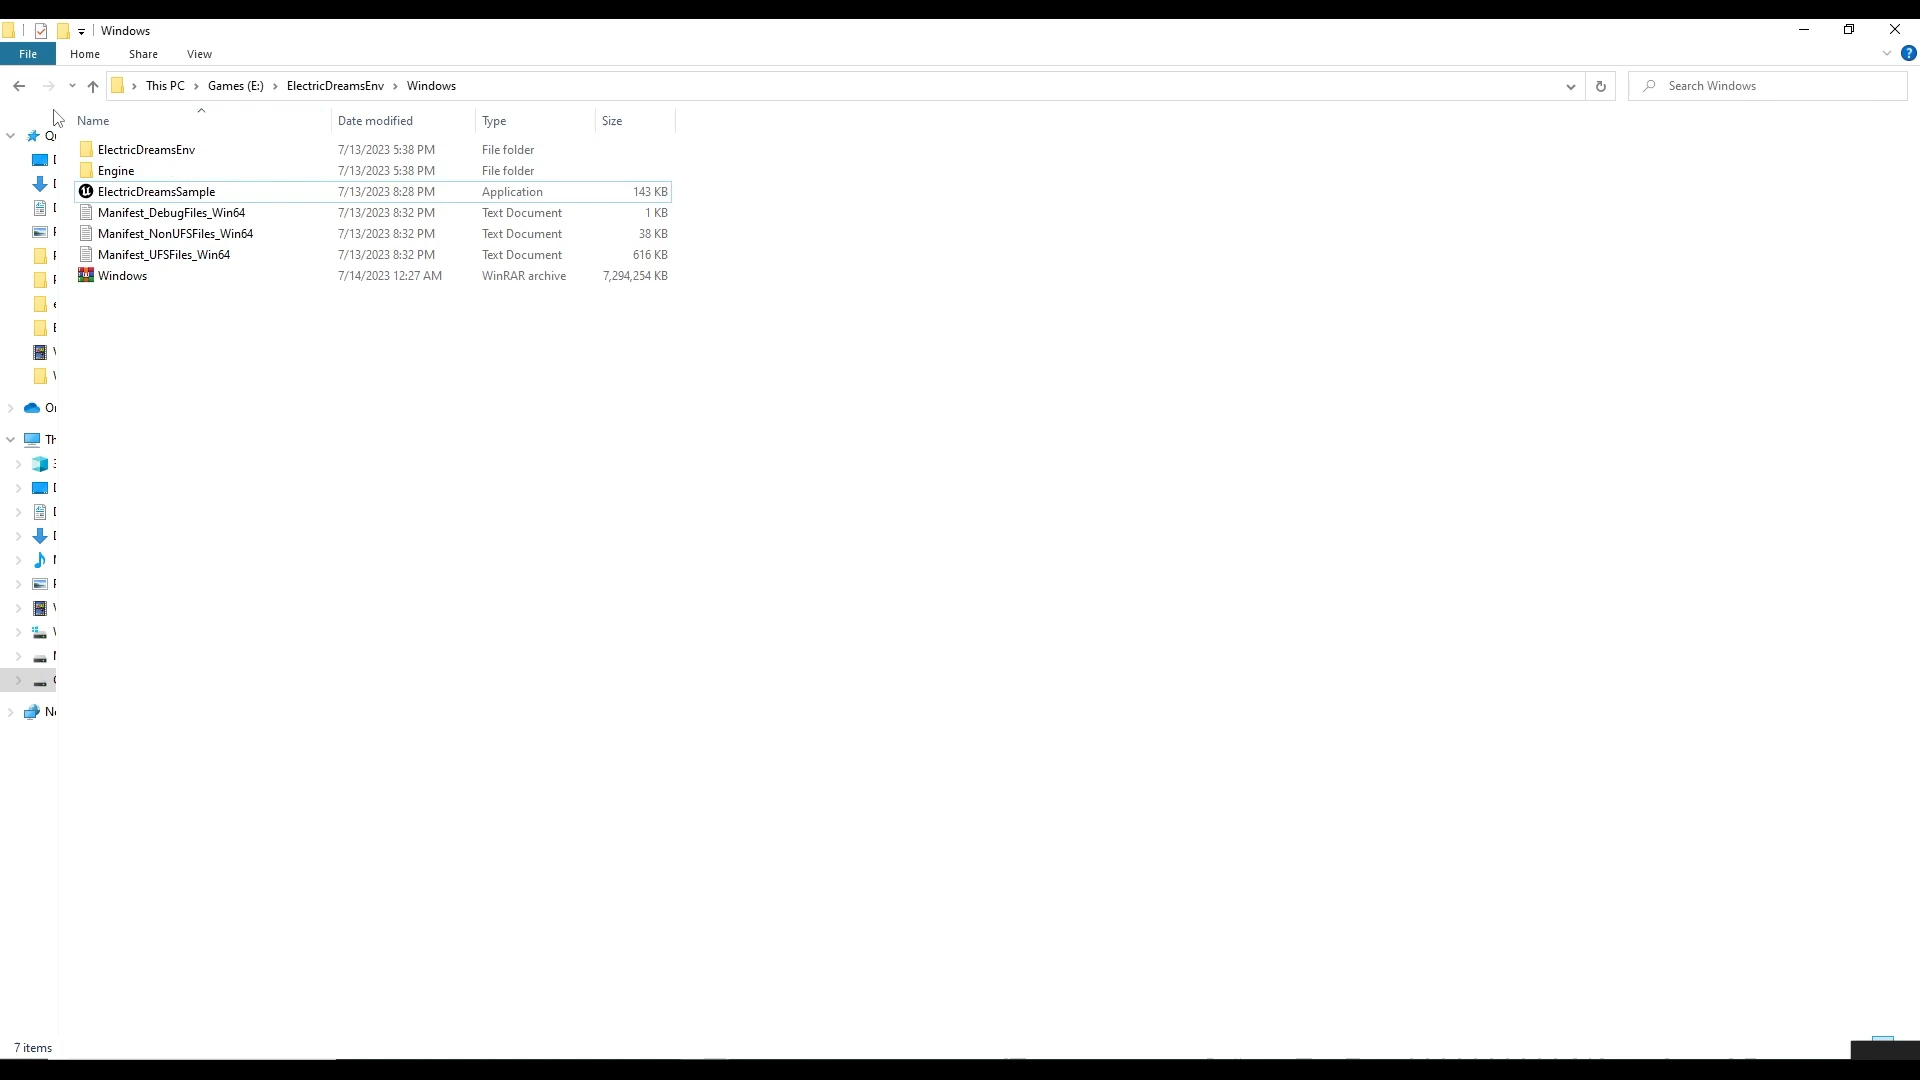 Windows
File Home Share View
This PC > Games (E:) > ElectricDreamsEnv > Windows
Search Windows
Name Date modified Type Size
ElectricDreamsEnv 7/13/2023 5:38 PM File folder
Engine 7/13/2023 5:38 PM File folder
ElectricDreamsSample 7/13/2023 8:28 PM Application 143 KB
Manifest_DebugFiles_Win64 7/13/2023 8:32 PM Text Document 1 KB
Manifest_NonUFSFiles_Win64 7/13/2023 8:32 PM Text Document 38 KB
Manifest_UFSFiles_Win64 7/13/2023 8:32 PM Text Document 616 KB
Windows 7/14/2023 12:27 AM WinRAR archive 7,294,254 KB
7 items